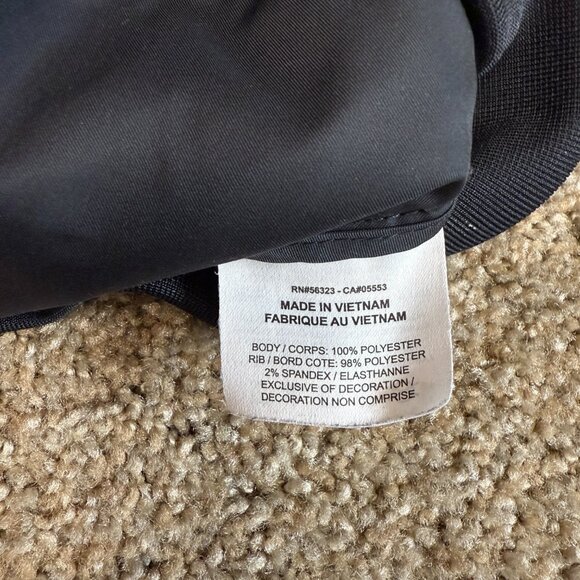 RN#56323 - CA#05553
MADE IN VIETNAM
FABRIQUE AU VIETNAM
BODY / CORPS: 100% POLYESTER
RIB / BORD COTE: 98% POLYESTER
2% SPANDEX / ELASTHANNE
EXCLUSIVE OF DECORATION /
DECORATION NON COMPRISE